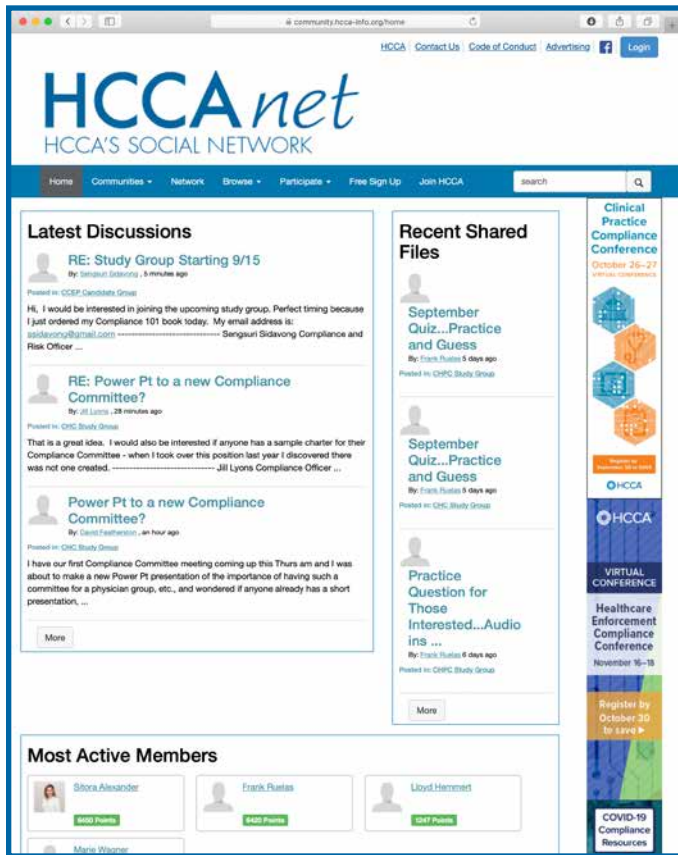 community.hcca-info.org/home
HCCA Contact Us Code of Conduct Advertising Login
HCCAnet
HCCA'S SOCIAL NETWORK
Home Communities Network Browse Participate Free Sign Up Join HCCA search
Latest Discussions
RE: Study Group Starting 9/15
By: Sengsuri Sidavong , 5 minutes ago
Posted in: CCEP Candidate Group
Hi, I would be interested in joining the upcoming study group. Perfect timing because
I just ordered my Compliance 101 book today. My email address is:
ssidavong@gmail.com ------------------------------ Sengsuri Sidavong Compliance and
Risk Officer ...
RE: Power Pt to a new Compliance
Committee?
By: Jill Lyons , 28 minutes ago
Posted in: CHC Study Group
That is a great idea. I would also be interested if anyone has a sample charter for their
Compliance Committee - when I took over this position last year I discovered there
was not one created. ------------------------------ Jill Lyons Compliance Officer ...
Power Pt to a new Compliance
Committee?
By: David Featherston , an hour ago
Posted in: CHC Study Group
I have our first Compliance Committee meeting coming up this Thurs am and I was
about to make a new Power Pt presentation of the importance of having such a
committee for a physician group, etc., and wondered if anyone already has a short
presentation, ...
More
Recent Shared
Files
September
Quiz...Practice
and Guess
By: Frank Ruelas 5 days ago
Posted in: CHPC Study Group
September
Quiz...Practice
and Guess
By: Frank Ruelas 5 days ago
Posted in: CHC Study Group
Practice
Question for
Those
Interested...Audio
ins ...
By: Frank Ruelas 6 days ago
Posted in: CHPC Study Group
More
Clinical
Practice
Compliance
Conference
October 26–27
VIRTUAL CONFERENCE
Register by
HCCA
HCCA
VIRTUAL
CONFERENCE
Healthcare
Enforcement
Compliance
Conference
November 16–18
Register by
October 30
to save
COVID-19
Compliance
Resources
Most Active Members
Sitora Alexander
Frank Ruelas
Lloyd Hemmert
8450 Points
8420 Points
1247 Points
Marie Wagner